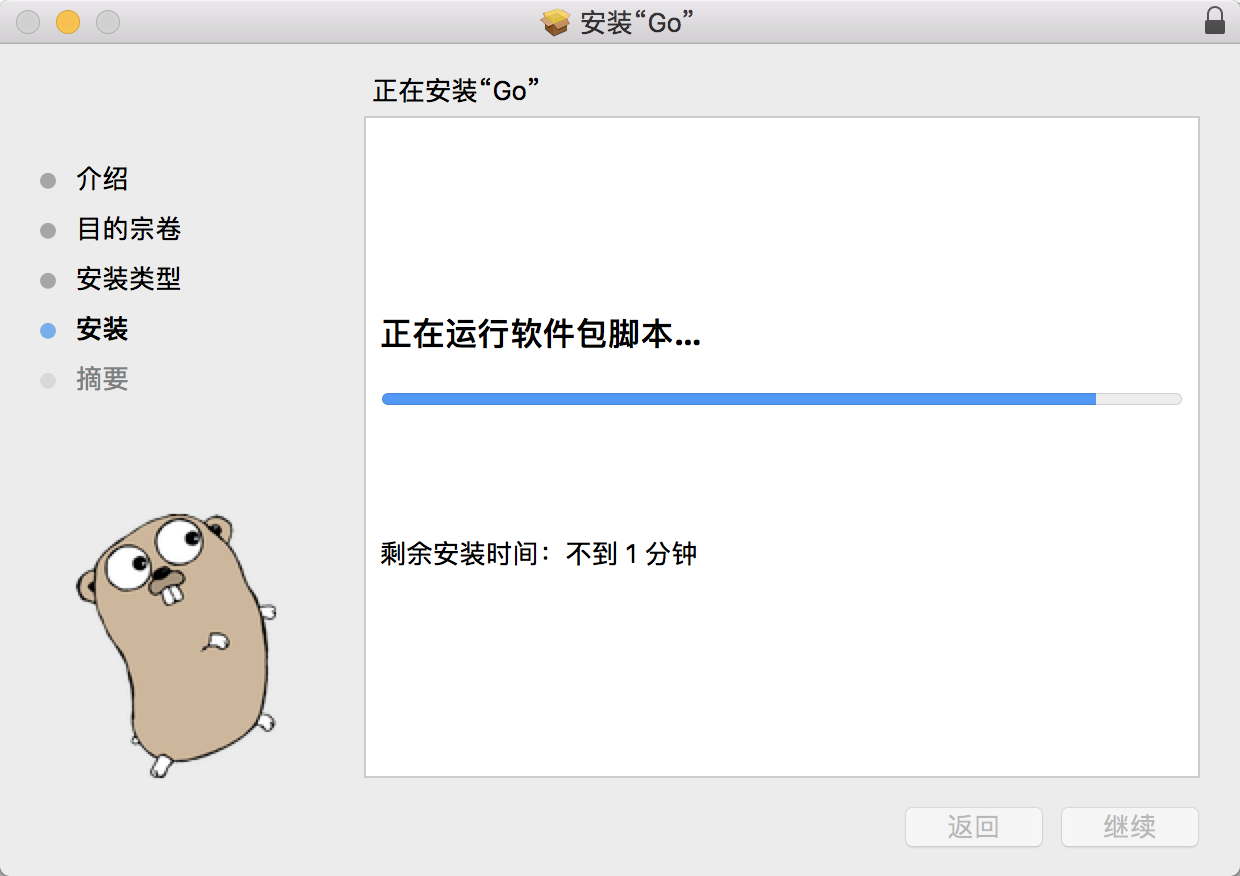 安装“Go”
正在安装“Go”
介绍
目的宗卷
安装类型
安装
摘要
正在运行软件包脚本...
剩余安装时间：不到 1 分钟
返回
继续